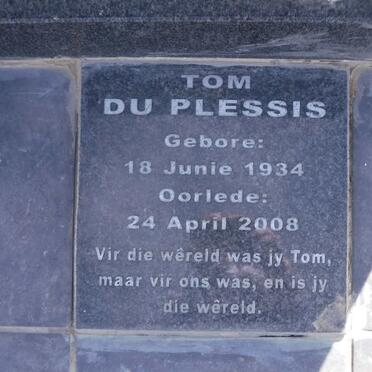 TOM
DU PLESSIS
Gebore:
18 Junie 1934
Oorlede:
24 April 2008
Vir die wêreld was jy Tom,
maar vir ons was, en is jy
die wêreld.